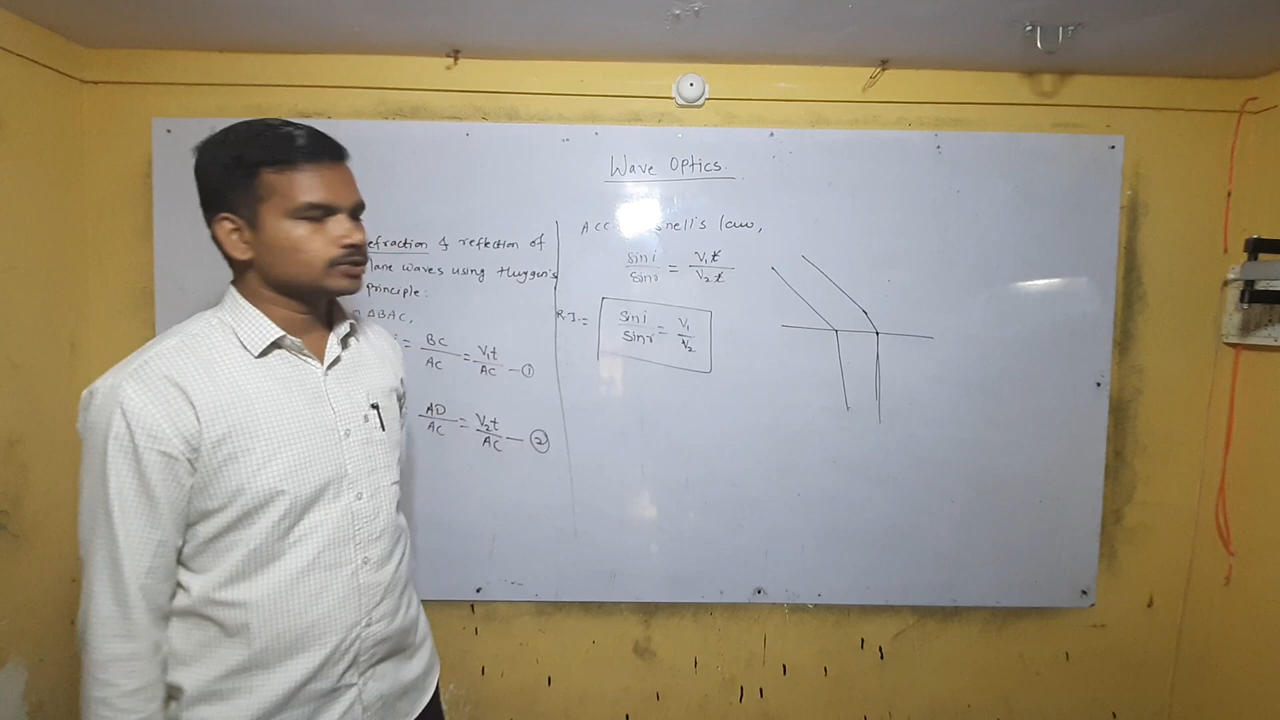 Wave Optics.
efraction & reflection of
lane waves using Huygen's
principle:
ΔBAC,
= BC/AC = V₁t/AC — ①
AD/AC = V₂t/AC — ②
Acc snell's law,
sin i/sin r = V₁t/V₂t
R.I. = sin i/sin r = V₁/V₂